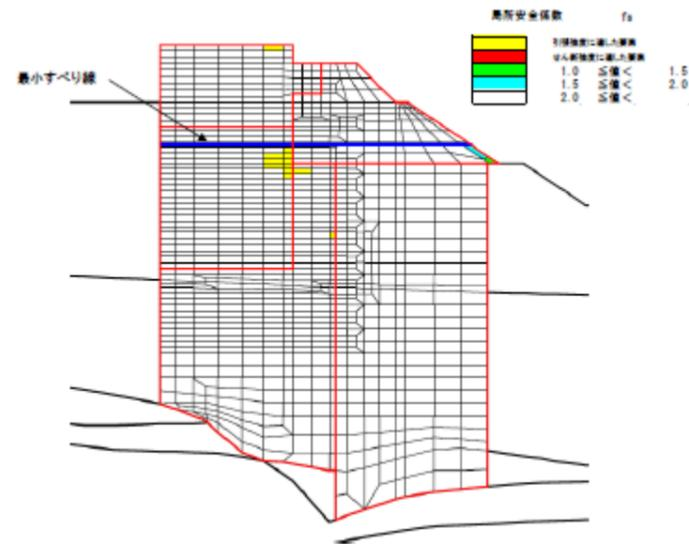 局所安全係数 fs
引張強度に達した要素
せん断強度に達した要素
1.0 ≦値< 1.5
1.5 ≦値< 2.0
2.0 ≦値<
最小すべり線